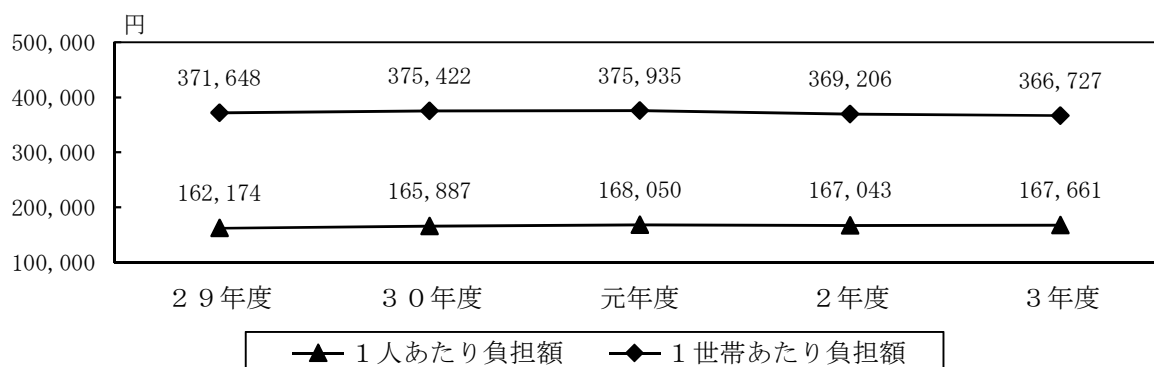 円
500,000
371,648 375,422 375,935 369,206 366,727
400,000
300,000
162,174 165,887 168,050 167,043 167,661
200,000
100,000
２９年度 ３０年度 元年度 ２年度 ３年度
１人あたり負担額 １世帯あたり負担額